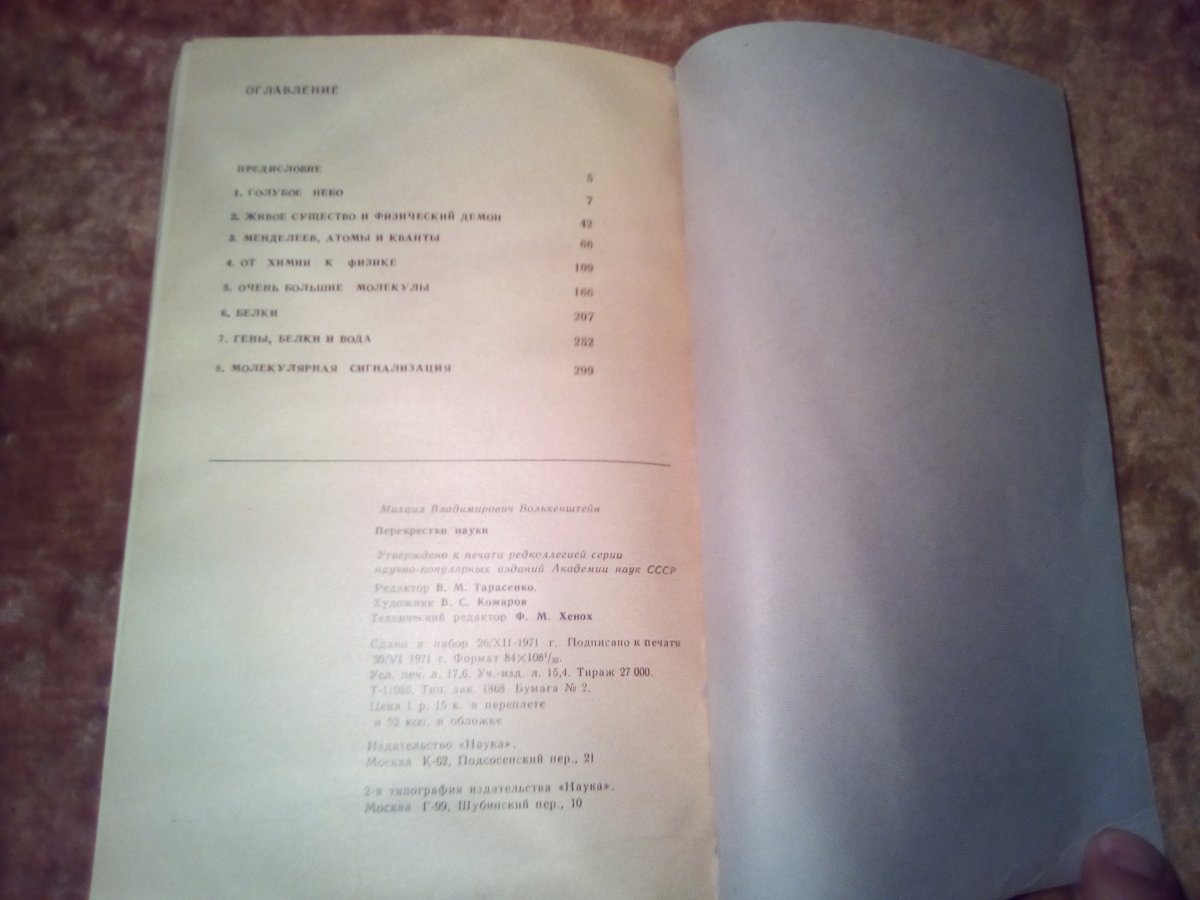 ОГЛАВЛЕНИЕ
ПРЕДИСЛОВИЕ 5
1. ГОЛУБОЕ НЕБО 7
2. ЖИВОЕ СУЩЕСТВО И ФИЗИЧЕСКИЙ ДЕМОН 42
3. МЕНДЕЛЕЕВ, АТОМЫ И КВАНТЫ 66
4. ОТ ХИМИИ К ФИЗИКЕ 109
5. ОЧЕНЬ БОЛЬШИЕ МОЛЕКУЛЫ 166
6. БЕЛКИ 207
7. ГЕНЫ, БЕЛКИ И ВОДА 252
8. МОЛЕКУЛЯРНАЯ СИГНАЛИЗАЦИЯ 299
Михаил Владимирович Волькенштейн
Перекрестки науки
Утверждено к печати редколлегией серии
научно-популярных изданий Академии наук СССР
Редактор В. М. Тарасенко.
Художник В. С. Комаров
Технический редактор Ф. М. Хенох
Сдано в набор 26/XII-1971 г. Подписано к печати
30/VI 1971 г. Формат 84×108¹/₃₂.
Усл. печ. л. 17,6. Уч.-изд. л. 15,4. Тираж 27 000.
Тип. зак. 1868 Бумага № 2.
Цена 1 р. 15 к. в переплете
и 92 коп. в обложке
Издательство «Наука».
Москва К-62, Подсосенский пер., 21
2-я типография издательства «Наука».
Москва Г-99, Шубинский пер., 10